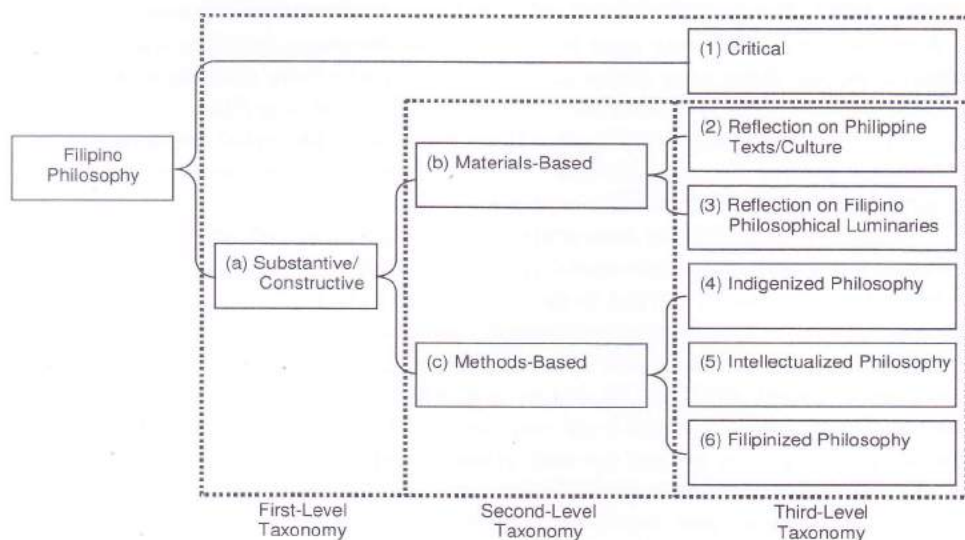 (1) Critical
(2) Reflection on Philippine
Texts/Culture
Filipino
Philosophy
(b) Materials-Based
(3) Reflection on Filipino
Philosophical Luminaries
(a) Substantive/
Constructive
(4) Indigenized Philosophy
(c) Methods-Based
(5) Intellectualized Philosophy
(6) Filipinized Philosophy
First-Level
Taxonomy
Second-Level
Taxonomy
Third-Level
Taxonomy